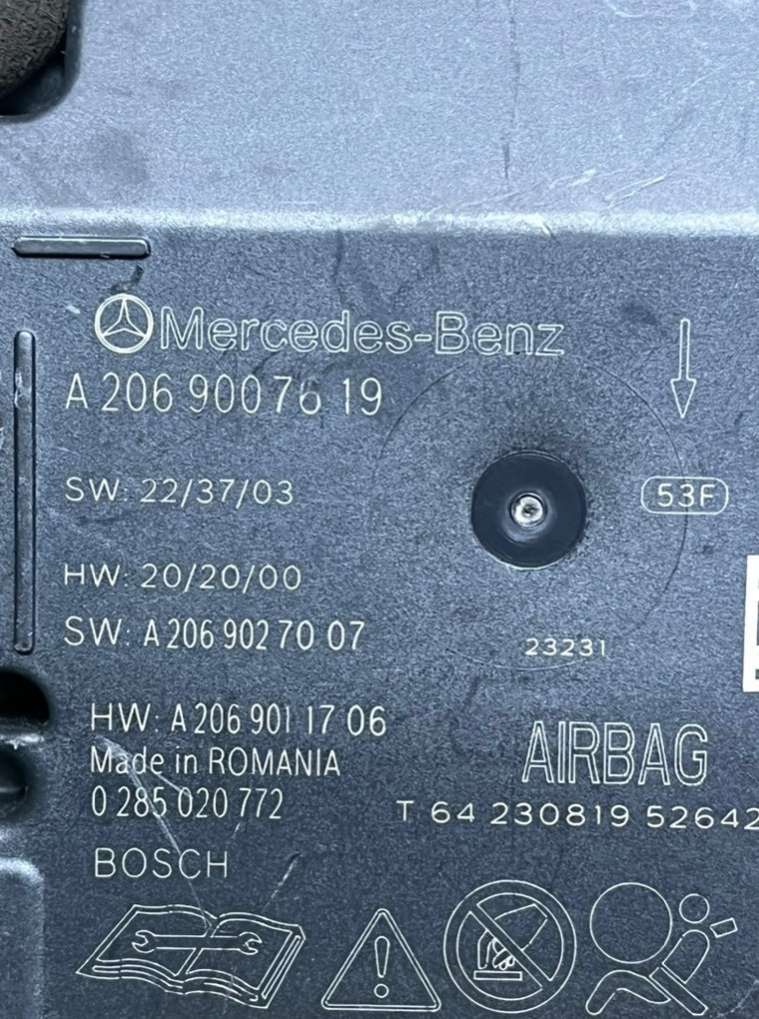 Mercedes-Benz
A 206 900 76 19
SW: 22/37/03
53F
HW: 20/20/00
SW: A 206 902 70 07
23231
HW: A 206 901 17 06
Made in ROMANIA
AIRBAG
0 285 020 772
T 64 230819 52642
BOSCH